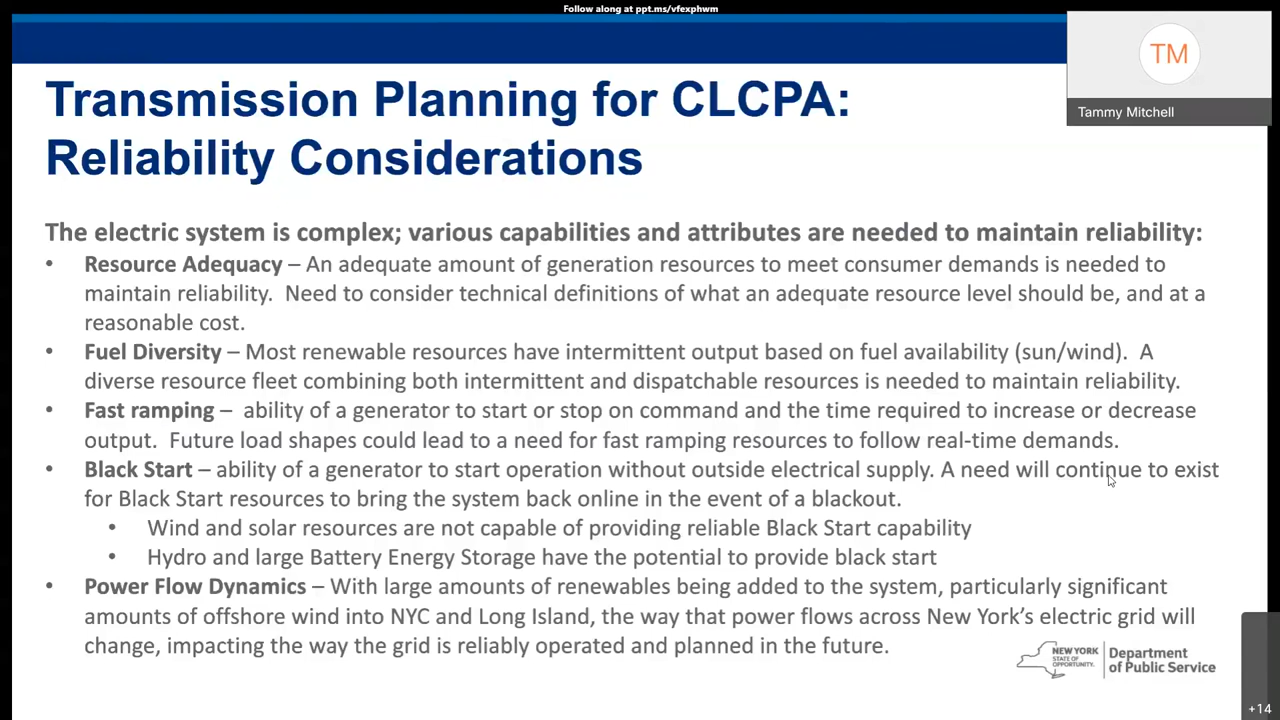 Follow along at ppt.ms/vfexphwm
TM
Tammy Mitchell
Transmission Planning for CLCPA:
Reliability Considerations
The electric system is complex; various capabilities and attributes are needed to maintain reliability:
• Resource Adequacy – An adequate amount of generation resources to meet consumer demands is needed to
maintain reliability.  Need to consider technical definitions of what an adequate resource level should be, and at a
reasonable cost.
• Fuel Diversity – Most renewable resources have intermittent output based on fuel availability (sun/wind).  A
diverse resource fleet combining both intermittent and dispatchable resources is needed to maintain reliability.
• Fast ramping –  ability of a generator to start or stop on command and the time required to increase or decrease
output.  Future load shapes could lead to a need for fast ramping resources to follow real-time demands.
• Black Start – ability of a generator to start operation without outside electrical supply. A need will continue to exist
for Black Start resources to bring the system back online in the event of a blackout.
• Wind and solar resources are not capable of providing reliable Black Start capability
• Hydro and large Battery Energy Storage have the potential to provide black start
• Power Flow Dynamics – With large amounts of renewables being added to the system, particularly significant
amounts of offshore wind into NYC and Long Island, the way that power flows across New York's electric grid will
change, impacting the way the grid is reliably operated and planned in the future.
NEW YORK
STATE OF
OPPORTUNITY.
Department
of Public Service
+14